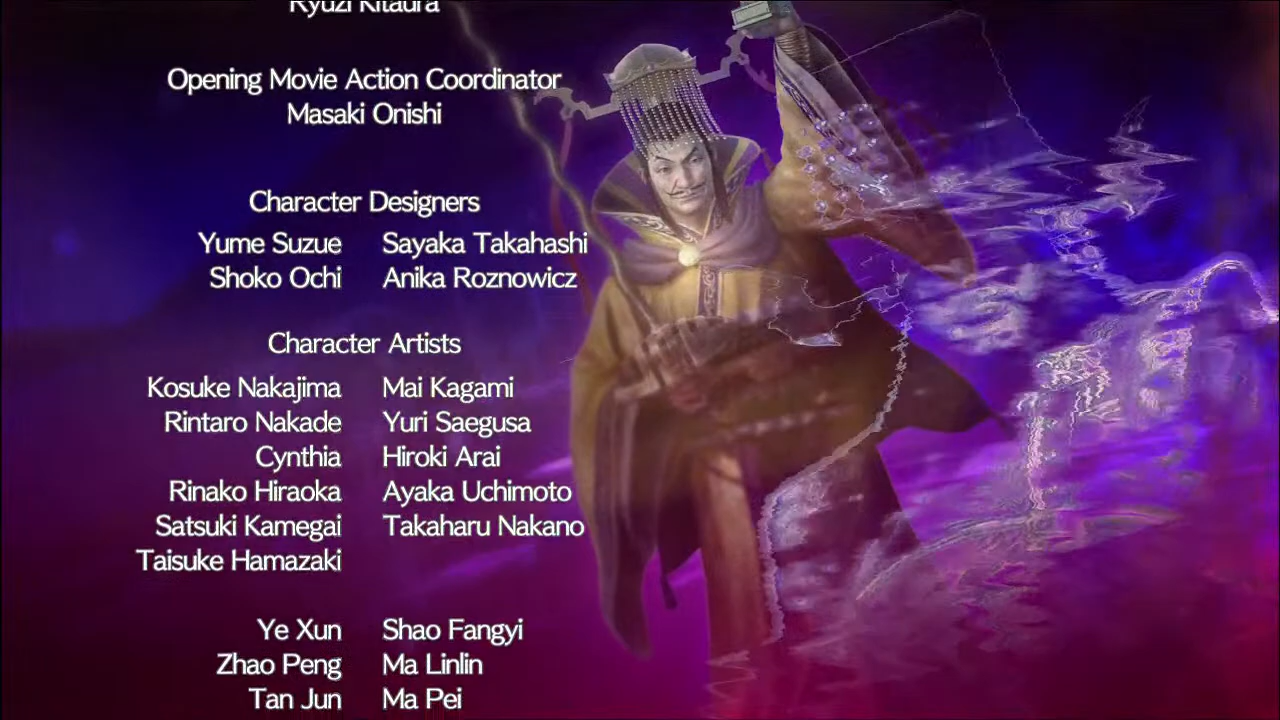 Ryuzi Kitaura
Opening Movie Action Coordinator
Masaki Onishi
Character Designers
Yume Suzue Sayaka Takahashi
Shoko Ochi Anika Roznowicz
Character Artists
Kosuke Nakajima Mai Kagami
Rintaro Nakade Yuri Saegusa
Cynthia Hiroki Arai
Rinako Hiraoka Ayaka Uchimoto
Satsuki Kamegai Takaharu Nakano
Taisuke Hamazaki
Ye Xun Shao Fangyi
Zhao Peng Ma Linlin
Tan Jun Ma Pei